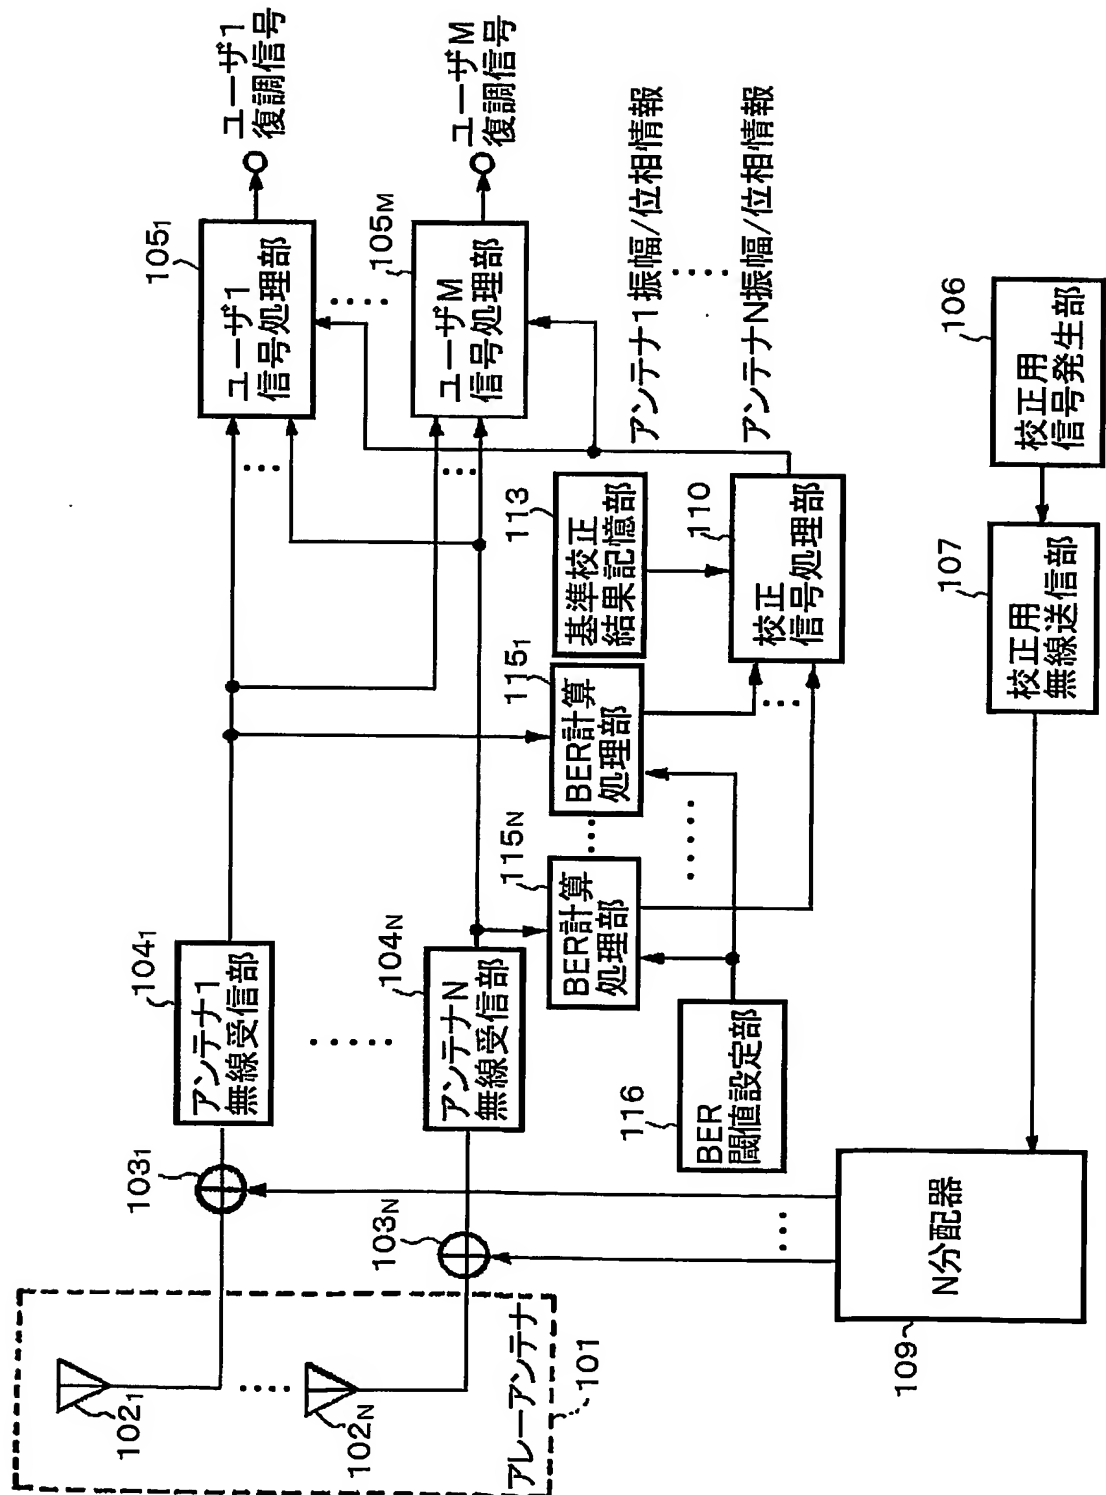 アレーアンテナ
101
102₁
102N
103₁
103N
104₁
アンテナ1
無線受信部
104N
アンテナN
無線受信部
105₁
ユーザ1
信号処理部
ユーザ1
復調信号
105M
ユーザM
信号処理部
ユーザM
復調信号
115N
BER計算
処理部
115₁
BER計算
処理部
113
基準校正
結果記憶部
116
BER
閾値設定部
110
校正
信号処理部
アンテナ1振幅/位相情報
アンテナN振幅/位相情報
109
N分配器
107
校正用
無線送信部
106
校正用
信号発生部